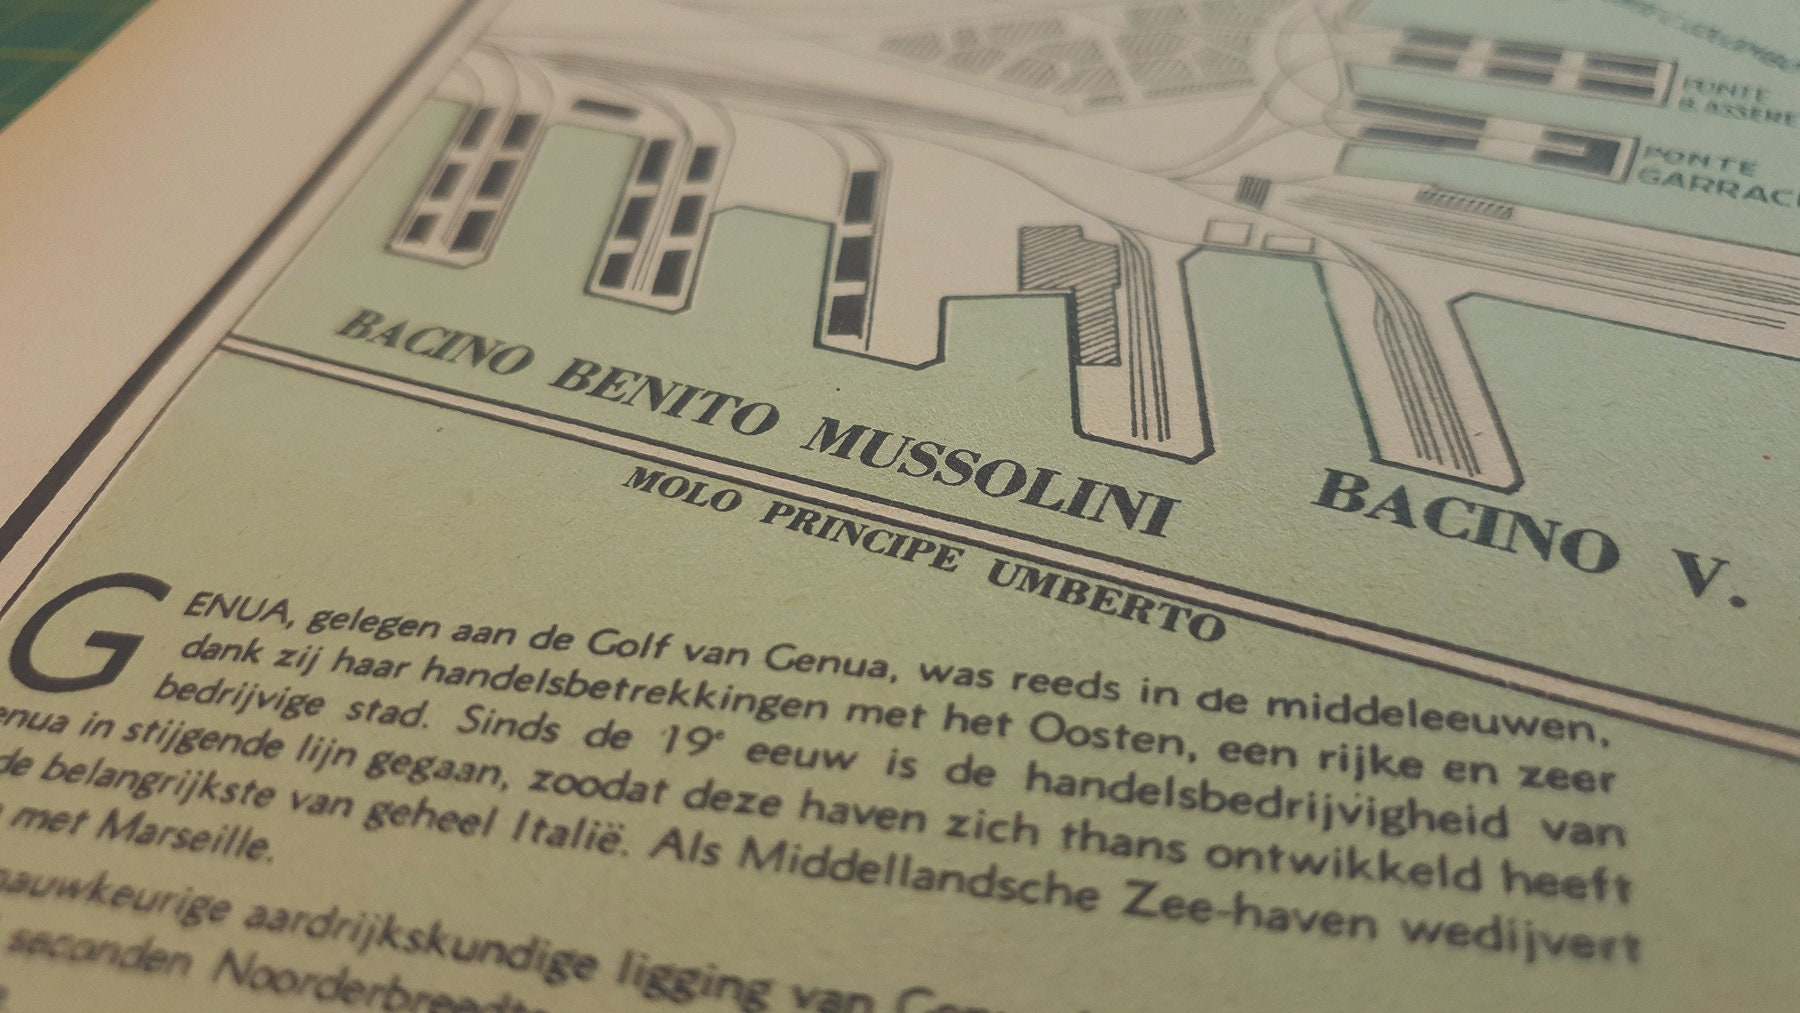 PONTE
PONTE
BACINO BENITO MUSSOLINI
BACINO V.
MOLO PRINCIPE UMBERTO
GENUA, gelegen aan de Golf van Genua, was reeds in de middeleeuwen,
dank zij haar handelsbetrekkingen met het Oosten, een rijke en zeer
bedrijvige stad. Sinds de 19e eeuw is de handelsbedrijvigheid van
enua in stijgende lijn gegaan, zoodat deze haven zich thans ontwikkeld heeft
de belangrijkste van geheel Italië. Als Middellandsche Zee-haven wedijvert
met Marseille.
nauwkeurige aardrijkskundige ligging van
seconden